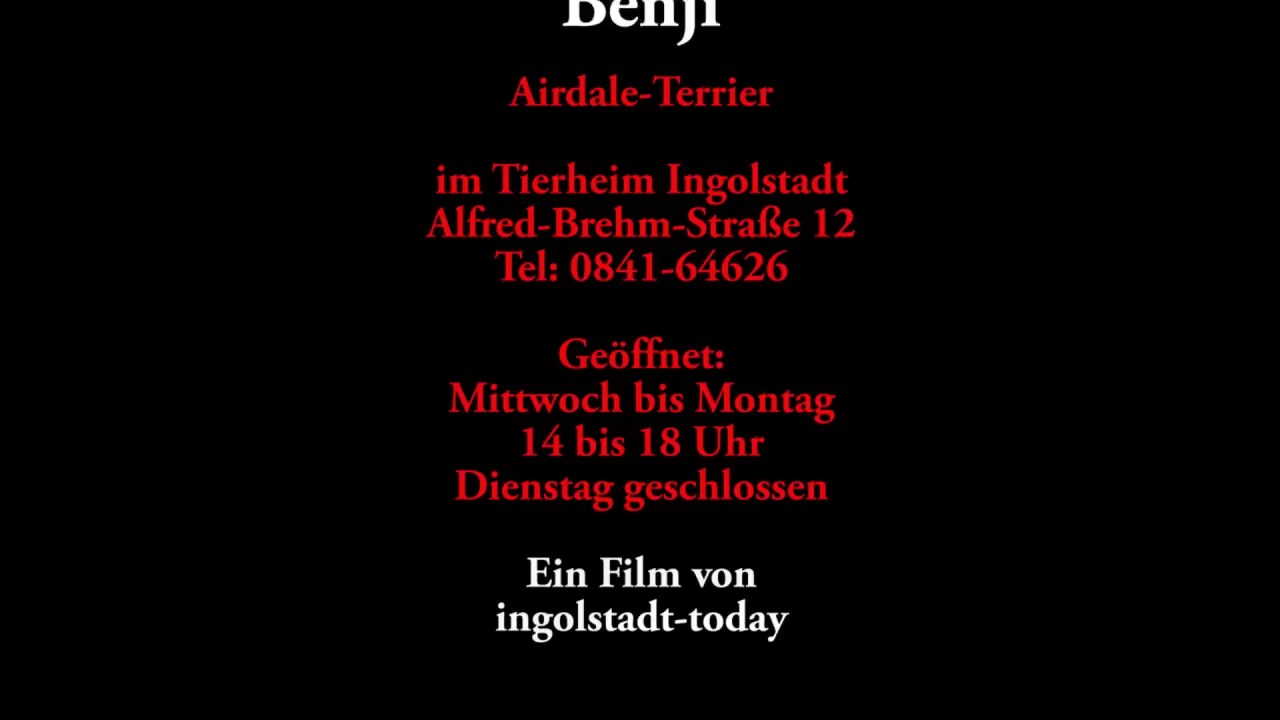 Benji
Airdale-Terrier
im Tierheim Ingolstadt
Alfred-Brehm-Straße 12
Tel: 0841-64626
Geöffnet:
Mittwoch bis Montag
14 bis 18 Uhr
Dienstag geschlossen
Ein Film von
ingolstadt-today